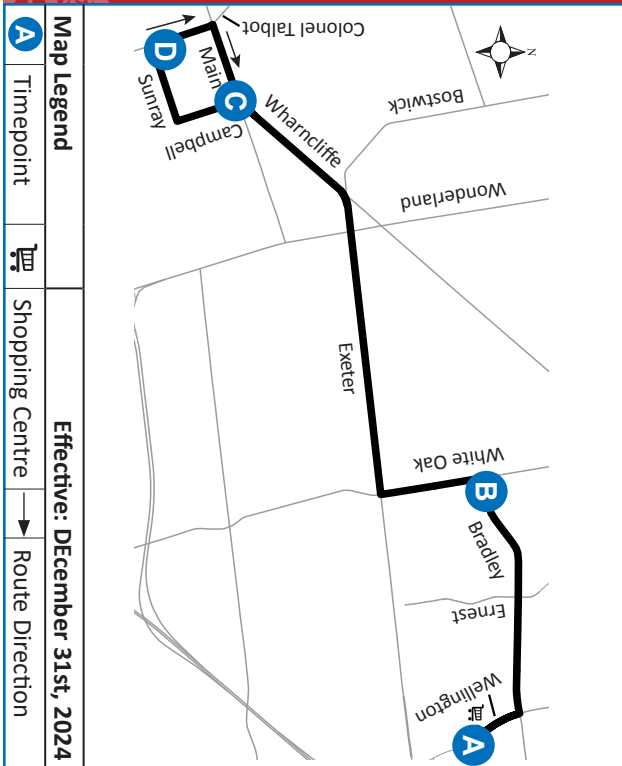 Colonel Talbot
Main
D
Sunray
C
Campbell
Wharncliffe
Bostwick
N
Wonderland
Exeter
White Oak
B
Bradley
Ernest
Wellington
A
Map Legend
Effective: DEcember 31st, 2024
A
Timepoint
Shopping Centre
Route Direction